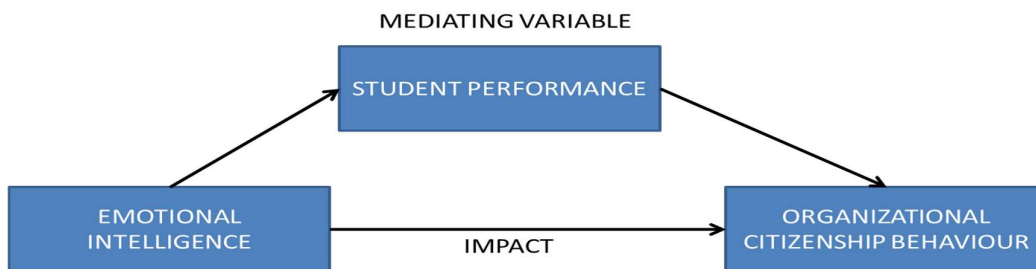 MEDIATING VARIABLE
STUDENT PERFORMANCE
EMOTIONAL
INTELLIGENCE
IMPACT
ORGANIZATIONAL
CITIZENSHIP BEHAVIOUR